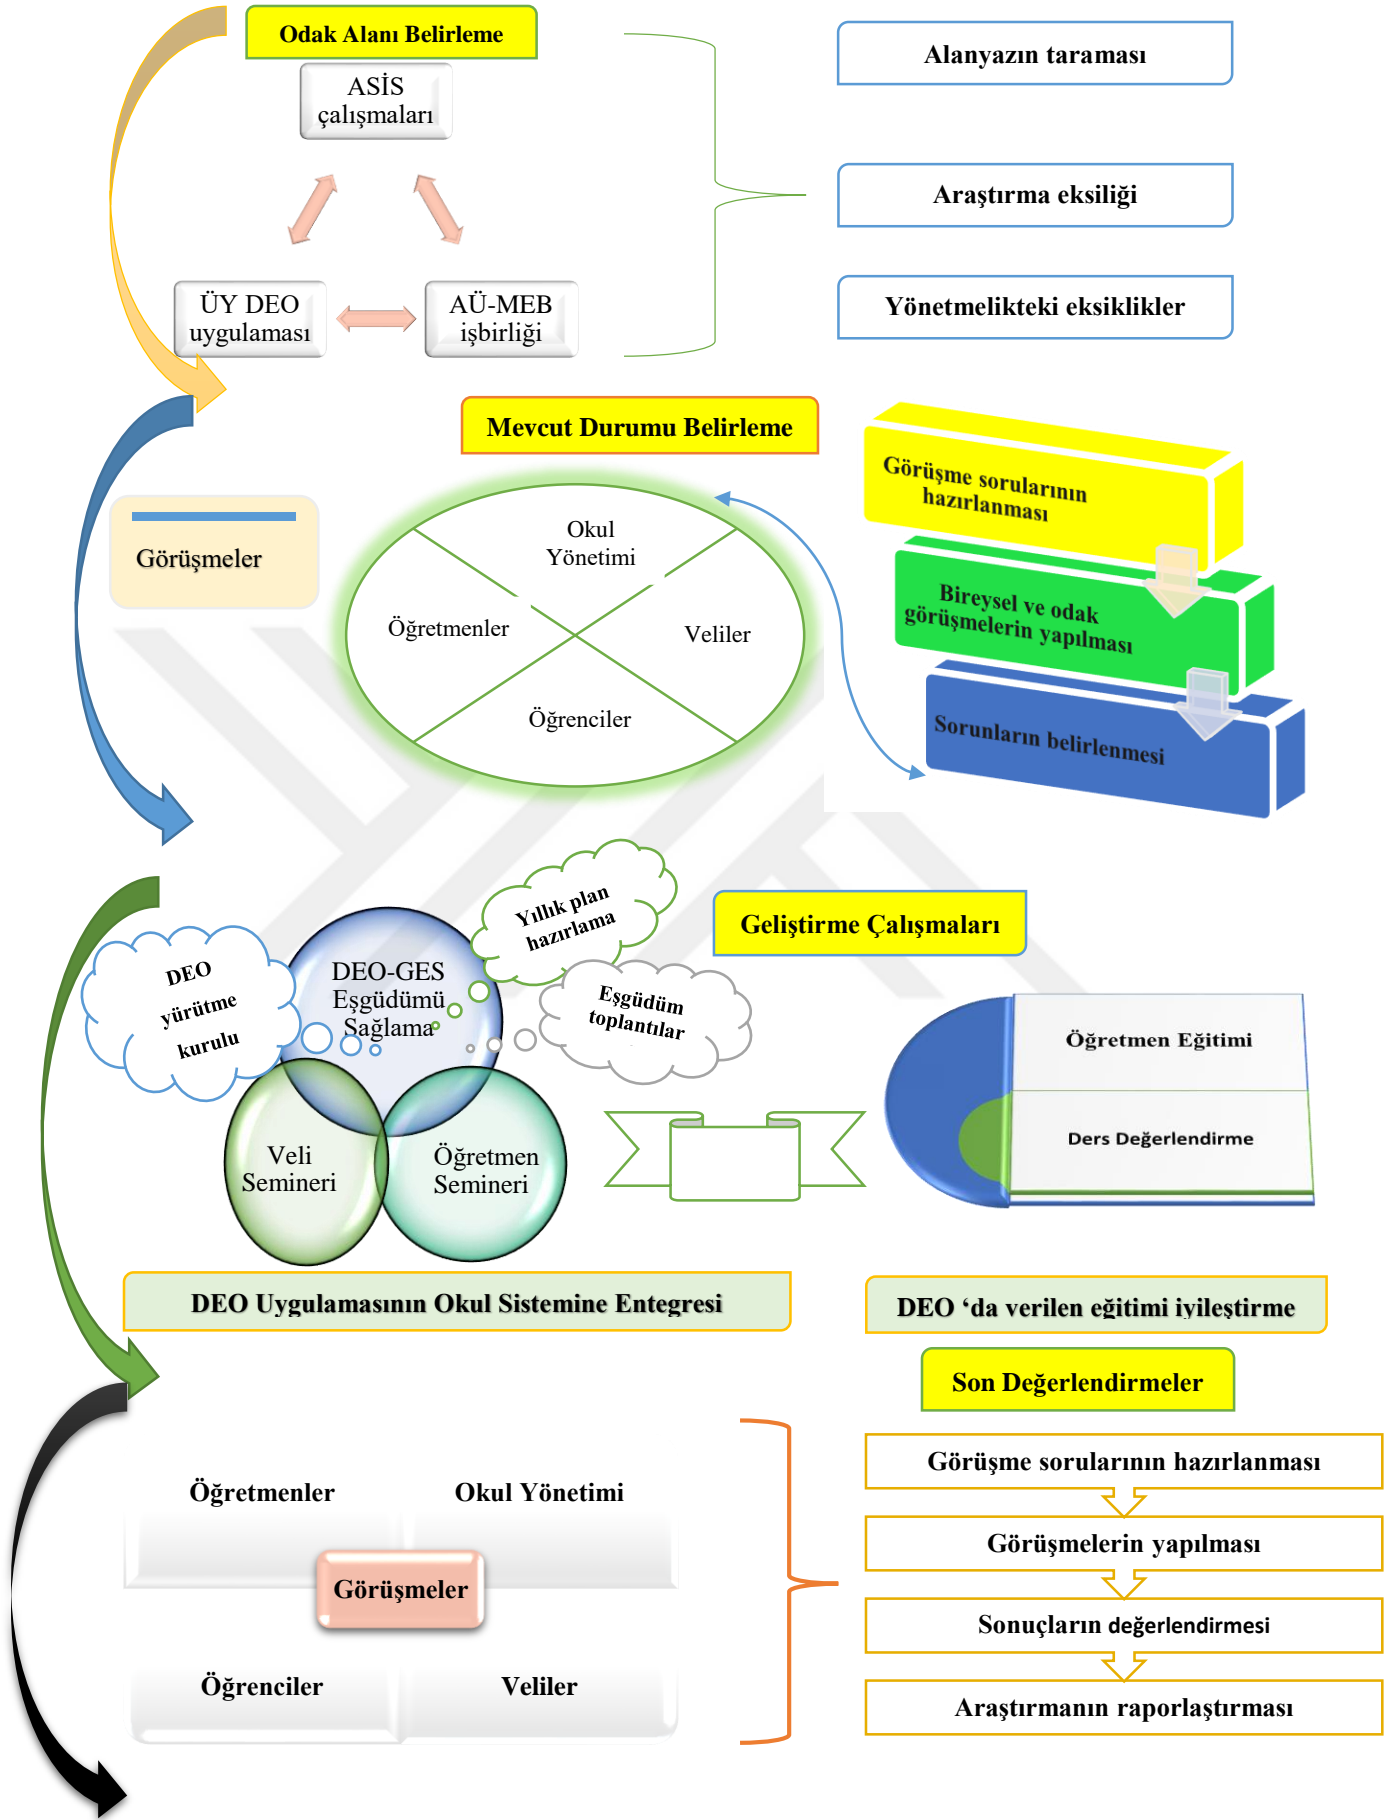 Odak Alanı Belirleme
ASİS
çalışmaları
ÜY DEO
uygulaması
AÜ-MEB
işbirliği
Alanyazın taraması
Araştırma eksiliği
Yönetmelikteki eksiklikler
Mevcut Durumu Belirleme
Görüşmeler
Okul
Yönetimi
Öğretmenler
Veliler
Öğrenciler
Görüşme sorularının
hazırlanması
Bireysel ve odak
görüşmelerin yapılması
Sorunların belirlenmesi
Geliştirme Çalışmaları
DEO
yürütme
kurulu
DEO-GES
Eşgüdümü
Sağlama
Yıllık plan
hazırlama
Eşgüdüm
toplantılar
Veli
Semineri
Öğretmen
Semineri
Öğretmen Eğitimi
Ders Değerlendirme
DEO Uygulamasının Okul Sistemine Entegresi
DEO ‘da verilen eğitimi iyileştirme
Son Değerlendirmeler
Öğretmenler
Okul Yönetimi
Görüşmeler
Öğrenciler
Veliler
Görüşme sorularının hazırlanması
Görüşmelerin yapılması
Sonuçların değerlendirmesi
Araştırmanın raporlaştırması